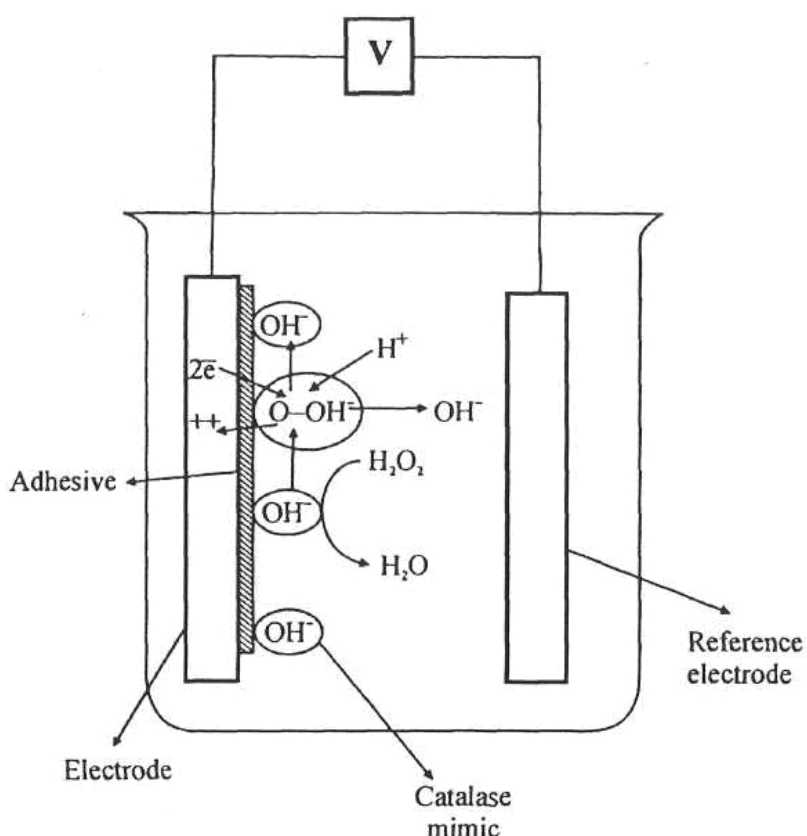 V
OH⁻
H⁺
2e̅
O–OH⁻
OH⁻
++
H₂O₂
Adhesive
OH⁻
H₂O
OH⁻
Reference
electrode
Electrode
Catalase
mimic